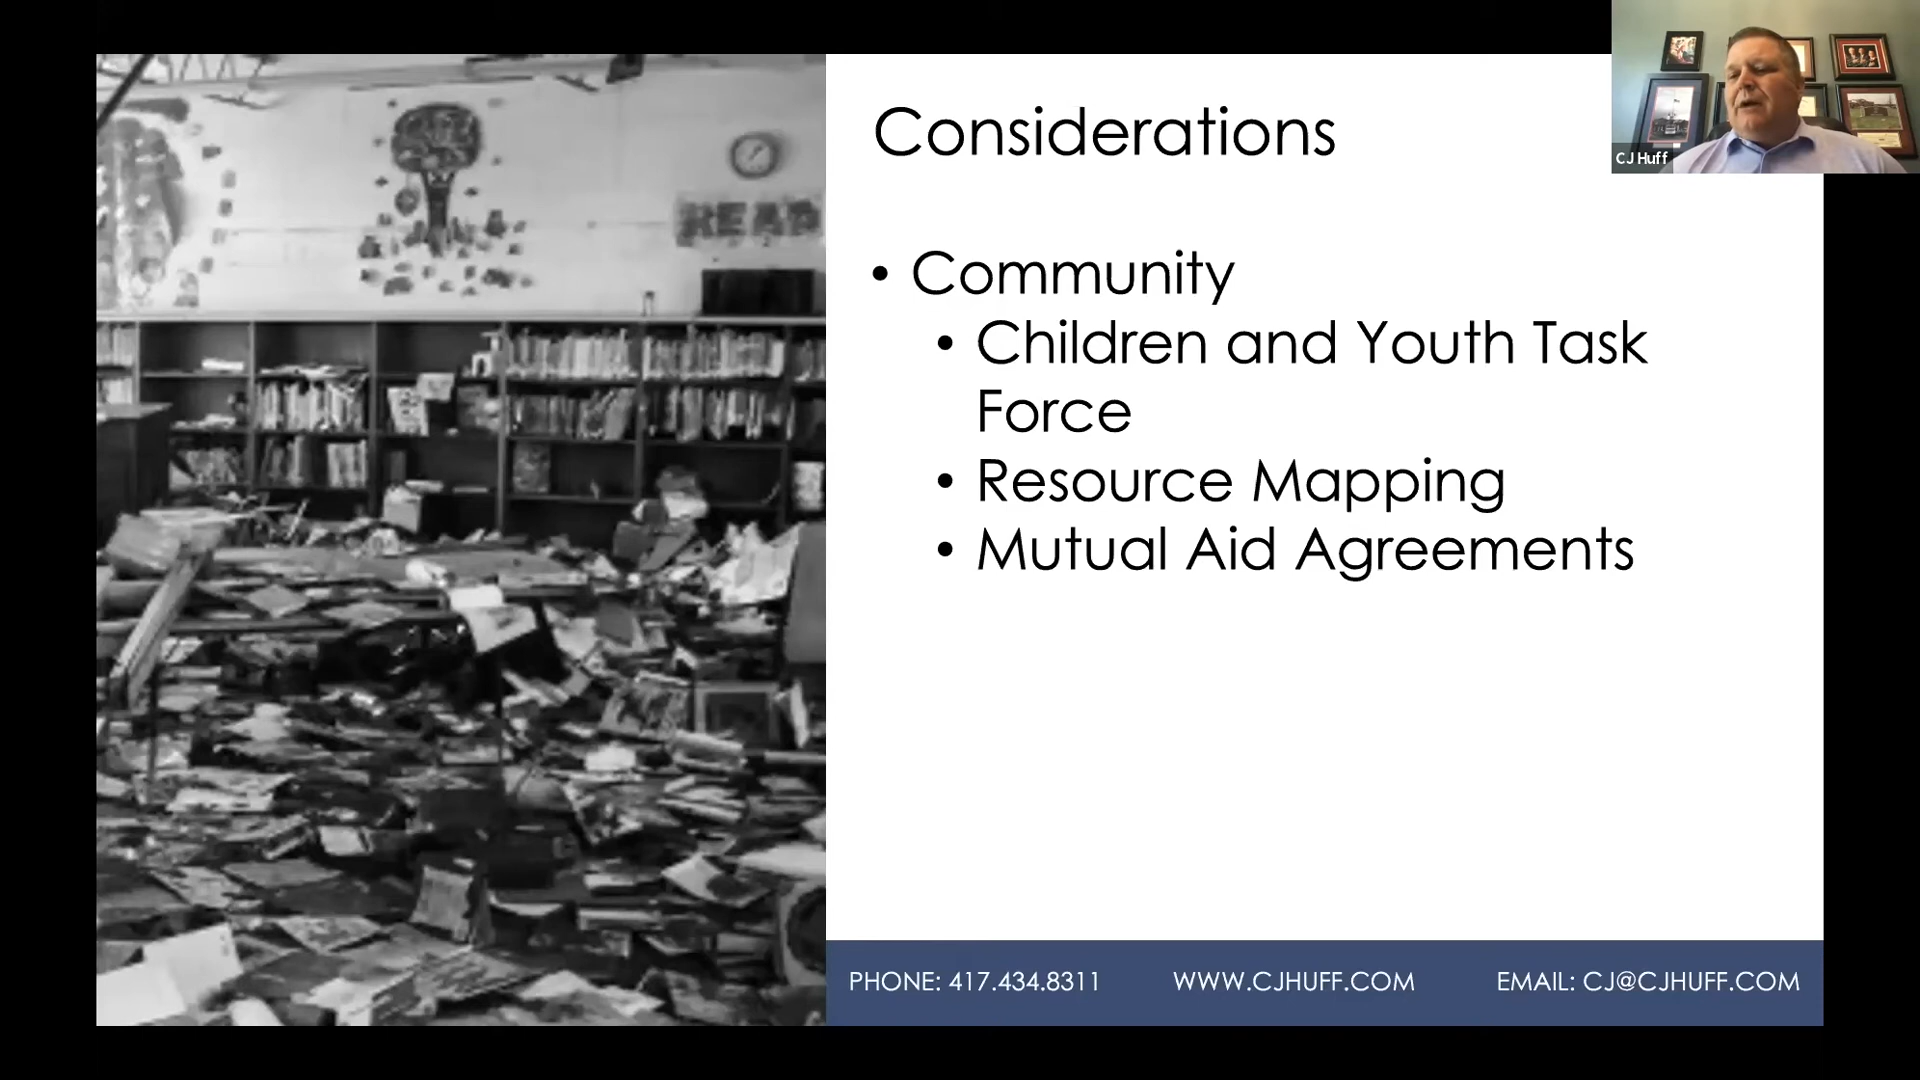 Considerations
CJ Huff
READ
• Community
• Children and Youth Task
Force
• Resource Mapping
• Mutual Aid Agreements
PHONE: 417.434.8311 WWW.CJHUFF.COM EMAIL: CJ@CJHUFF.COM